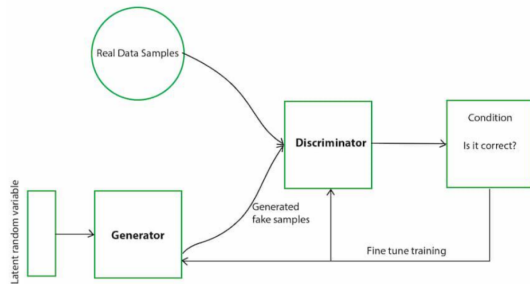 Real Data Samples
Condition
Is it correct?
Discriminator
Generated
fake samples
Latent random variable
Generator
Fine tune training